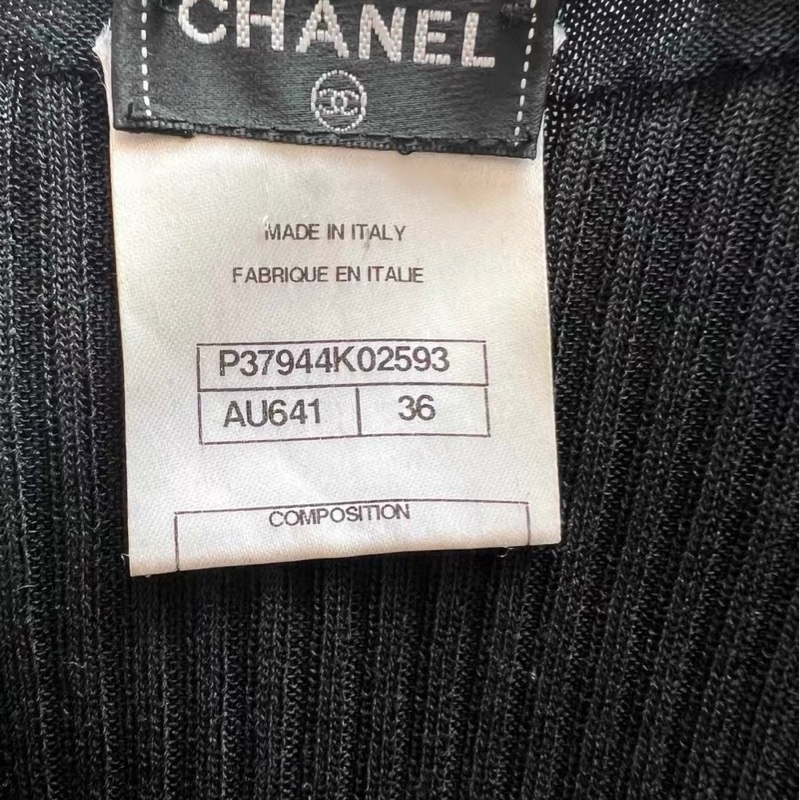 CHANEL
MADE IN ITALY
FABRIQUE EN ITALIE
P37944K02593
AU641 36
COMPOSITION